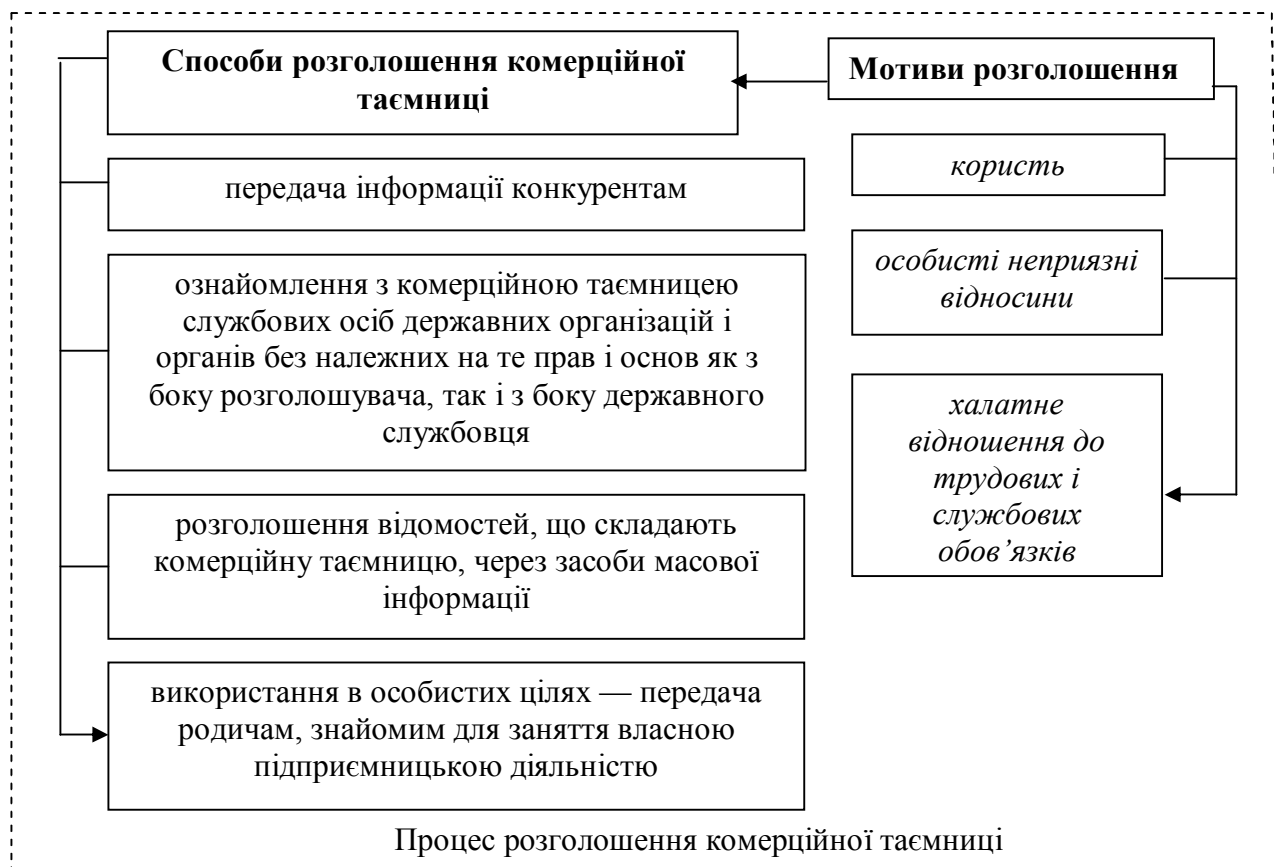 Способи розголошення комерційної
таємниці
передача інформації конкурентам
ознайомлення з комерційною таємницею
службових осіб державних організацій і
органів без належних на те прав і основ як з
боку розголошувача, так і з боку державного
службовця
розголошення відомостей, що складають
комерційну таємницю, через засоби масової
інформації
використання в особистих цілях — передача
родичам, знайомим для заняття власною
підприємницькою діяльністю
Мотиви розголошення
користь
особисті неприязні
відносини
халатне
відношення до
трудових і
службових
обов’язків
Процес розголошення комерційної таємниці